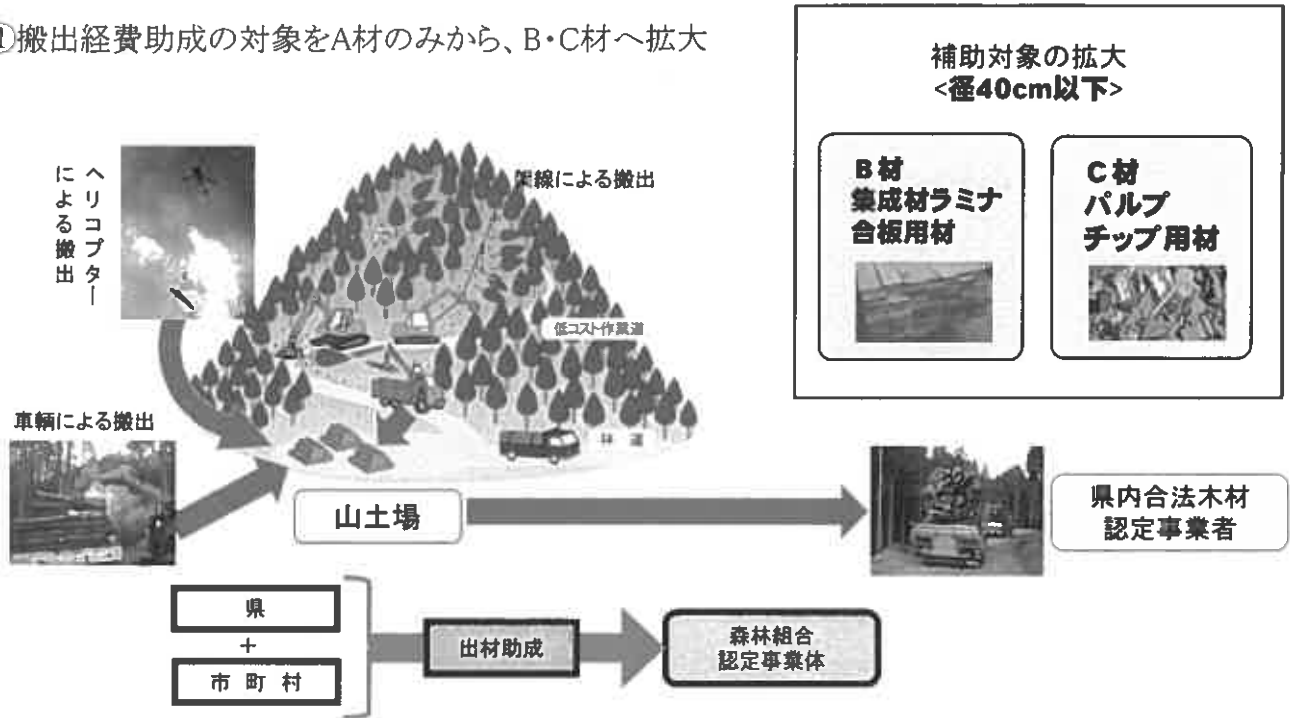 ①搬出経費助成の対象をA材のみから、B・C材へ拡大
補助対象の拡大
<径40cm以下>
B材
集成材ラミナ
合板用材
C材
パルプ
チップ用材
ヘリコプター
による搬出
架線による搬出
低コスト作業道
車輌による搬出
林道
山土場
県内合法木材
認定事業者
県
+
市町村
出材助成
森林組合
認定事業体